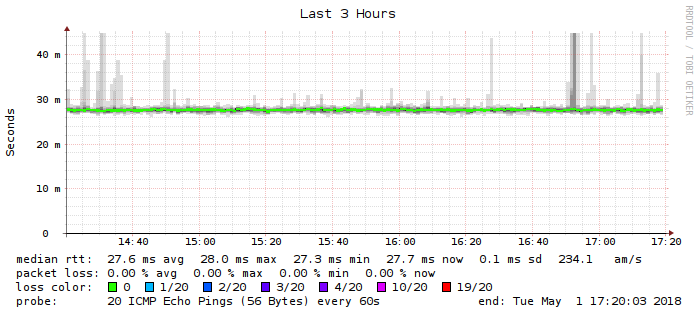 Last 3 Hours
RRDTOOL / TOBI OETIKER
Seconds
40 m
30 m
20 m
10 m
0
14:40 15:00 15:20 15:40 16:00 16:20 16:40 17:00 17:20
median rtt: 27.6 ms avg 28.0 ms max 27.3 ms min 27.7 ms now 0.1 ms sd 234.1 am/s
packet loss: 0.00 % avg 0.00 % max 0.00 % min 0.00 % now
loss color: 0 1/20 2/20 3/20 4/20 10/20 19/20
probe: 20 ICMP Echo Pings (56 Bytes) every 60s end: Tue May 1 17:20:03 2018